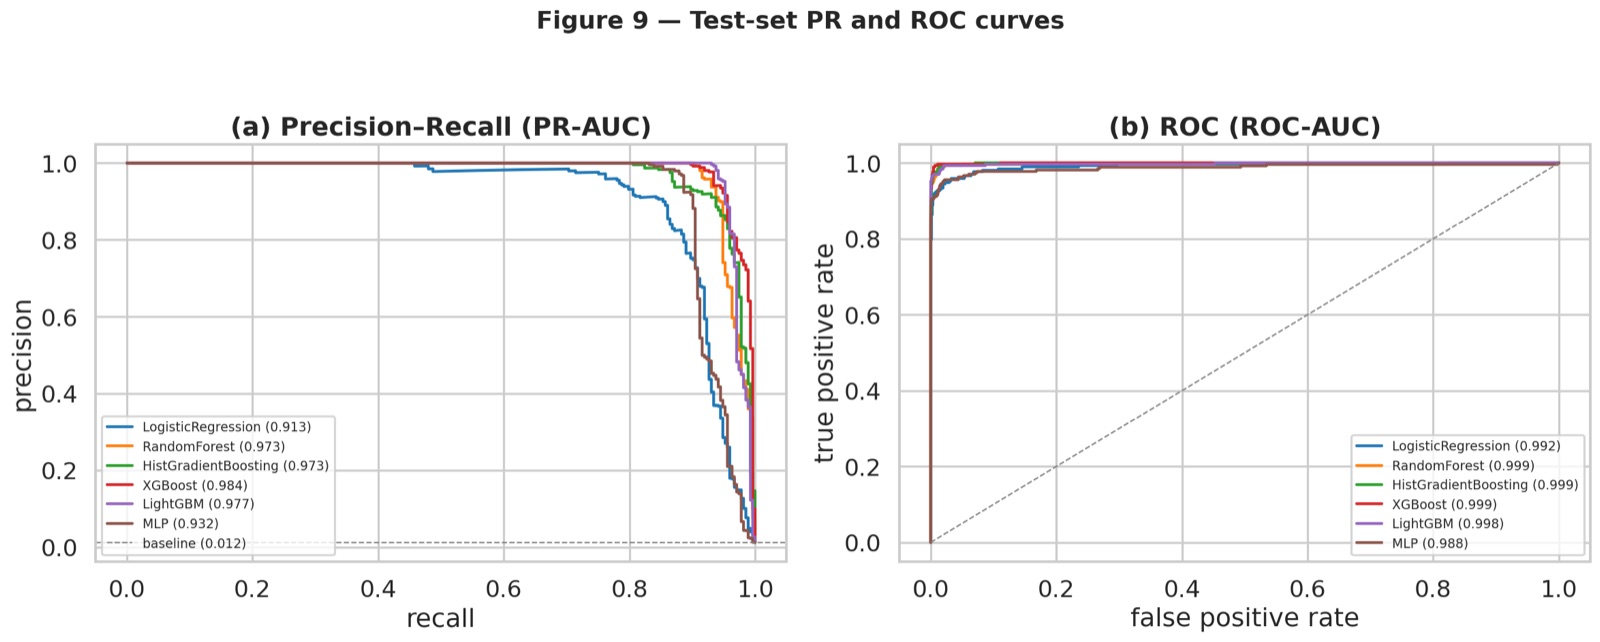 Figure 9 — Test-set PR and ROC curves
(a) Precision–Recall (PR-AUC)
1.0
0.8
0.6
0.4
0.2
0.0
precision
LogisticRegression (0.913)
RandomForest (0.973)
HistGradientBoosting (0.973)
XGBoost (0.984)
LightGBM (0.977)
MLP (0.932)
baseline (0.012)
0.0 0.2 0.4 0.6 0.8 1.0
recall
(b) ROC (ROC-AUC)
1.0
0.8
0.6
0.4
0.2
0.0
true positive rate
LogisticRegression (0.992)
RandomForest (0.999)
HistGradientBoosting (0.999)
XGBoost (0.999)
LightGBM (0.998)
MLP (0.988)
0.0 0.2 0.4 0.6 0.8 1.0
false positive rate